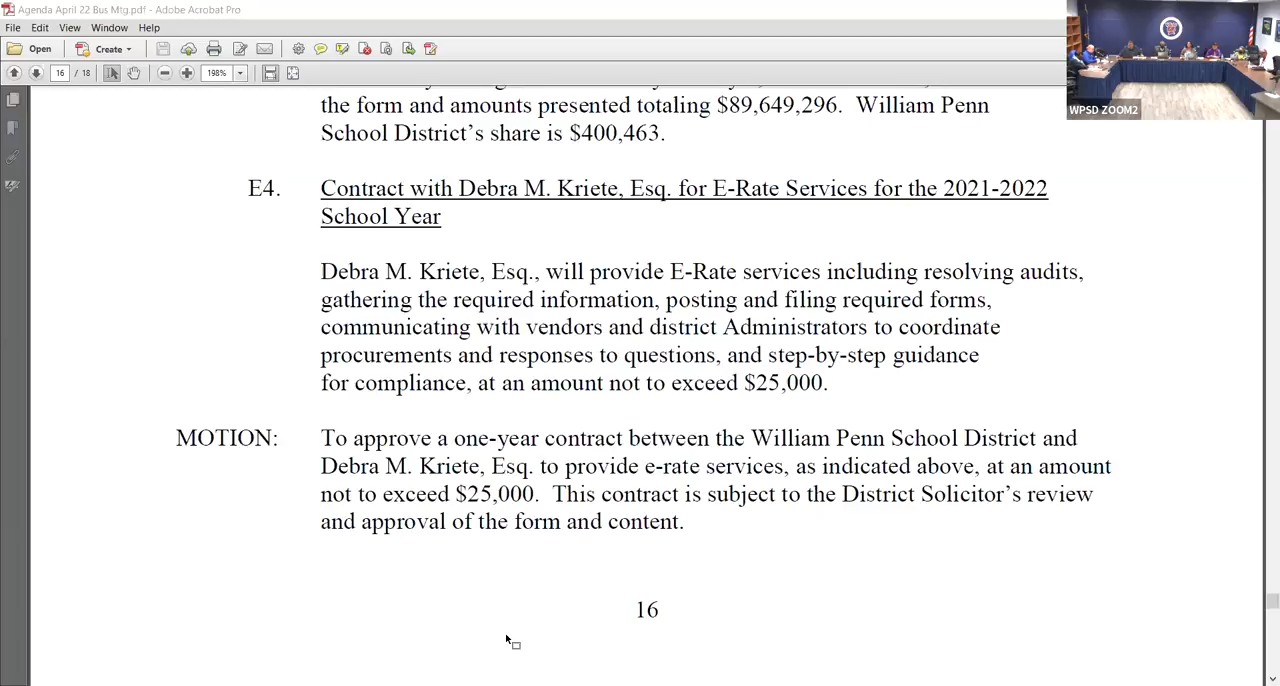 Agenda April 22 Bus Mtg.pdf - Adobe Acrobat Pro
File Edit View Window Help
Open Create
16 / 18 198%
WPSD ZOOM2
the form and amounts presented totaling $89,649,296. William Penn
School District's share is $400,463.
E4. Contract with Debra M. Kriete, Esq. for E-Rate Services for the 2021-2022
School Year
Debra M. Kriete, Esq., will provide E-Rate services including resolving audits,
gathering the required information, posting and filing required forms,
communicating with vendors and district Administrators to coordinate
procurements and responses to questions, and step-by-step guidance
for compliance, at an amount not to exceed $25,000.
MOTION: To approve a one-year contract between the William Penn School District and
Debra M. Kriete, Esq. to provide e-rate services, as indicated above, at an amount
not to exceed $25,000. This contract is subject to the District Solicitor's review
and approval of the form and content.
16